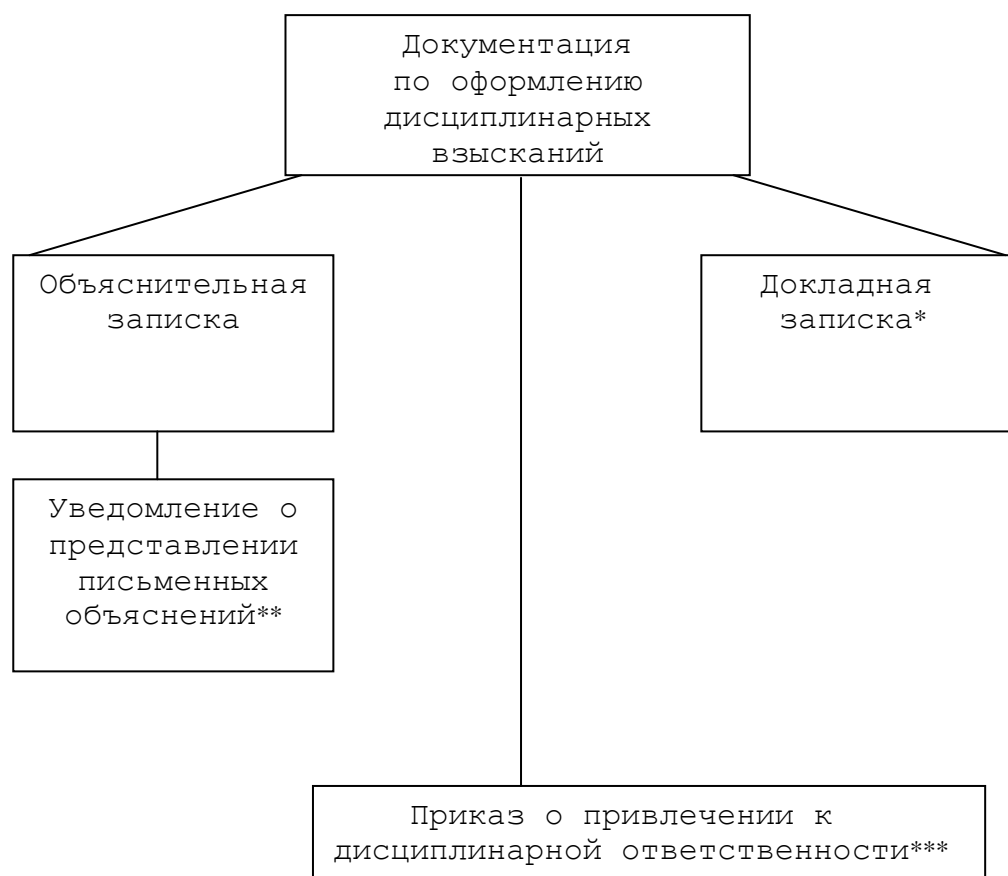 Документация
по оформлению
дисциплинарных
взысканий
Объяснительная
записка
Докладная
записка*
Уведомление о
представлении
письменных
объяснений**
Приказ о привлечении к
дисциплинарной ответственности***